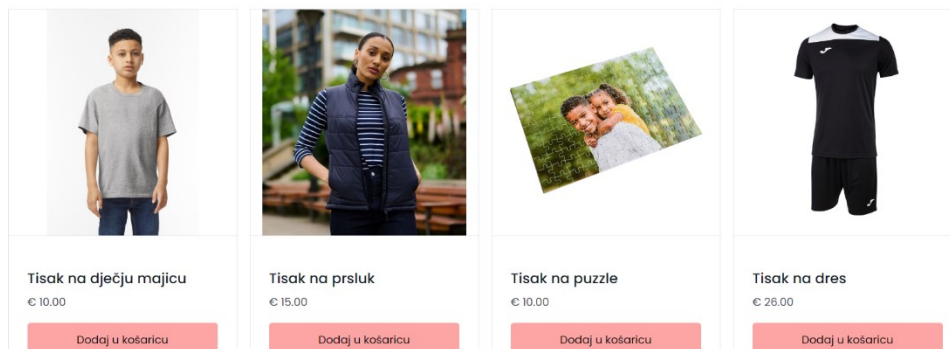 Tisak na dječju majicu
€ 10.00
Dodaj u košaricu
Tisak na prsluk
€ 15.00
Dodaj u košaricu
Tisak na puzzle
€ 10.00
Dodaj u košaricu
Tisak na dres
€ 26.00
Dodaj u košaricu